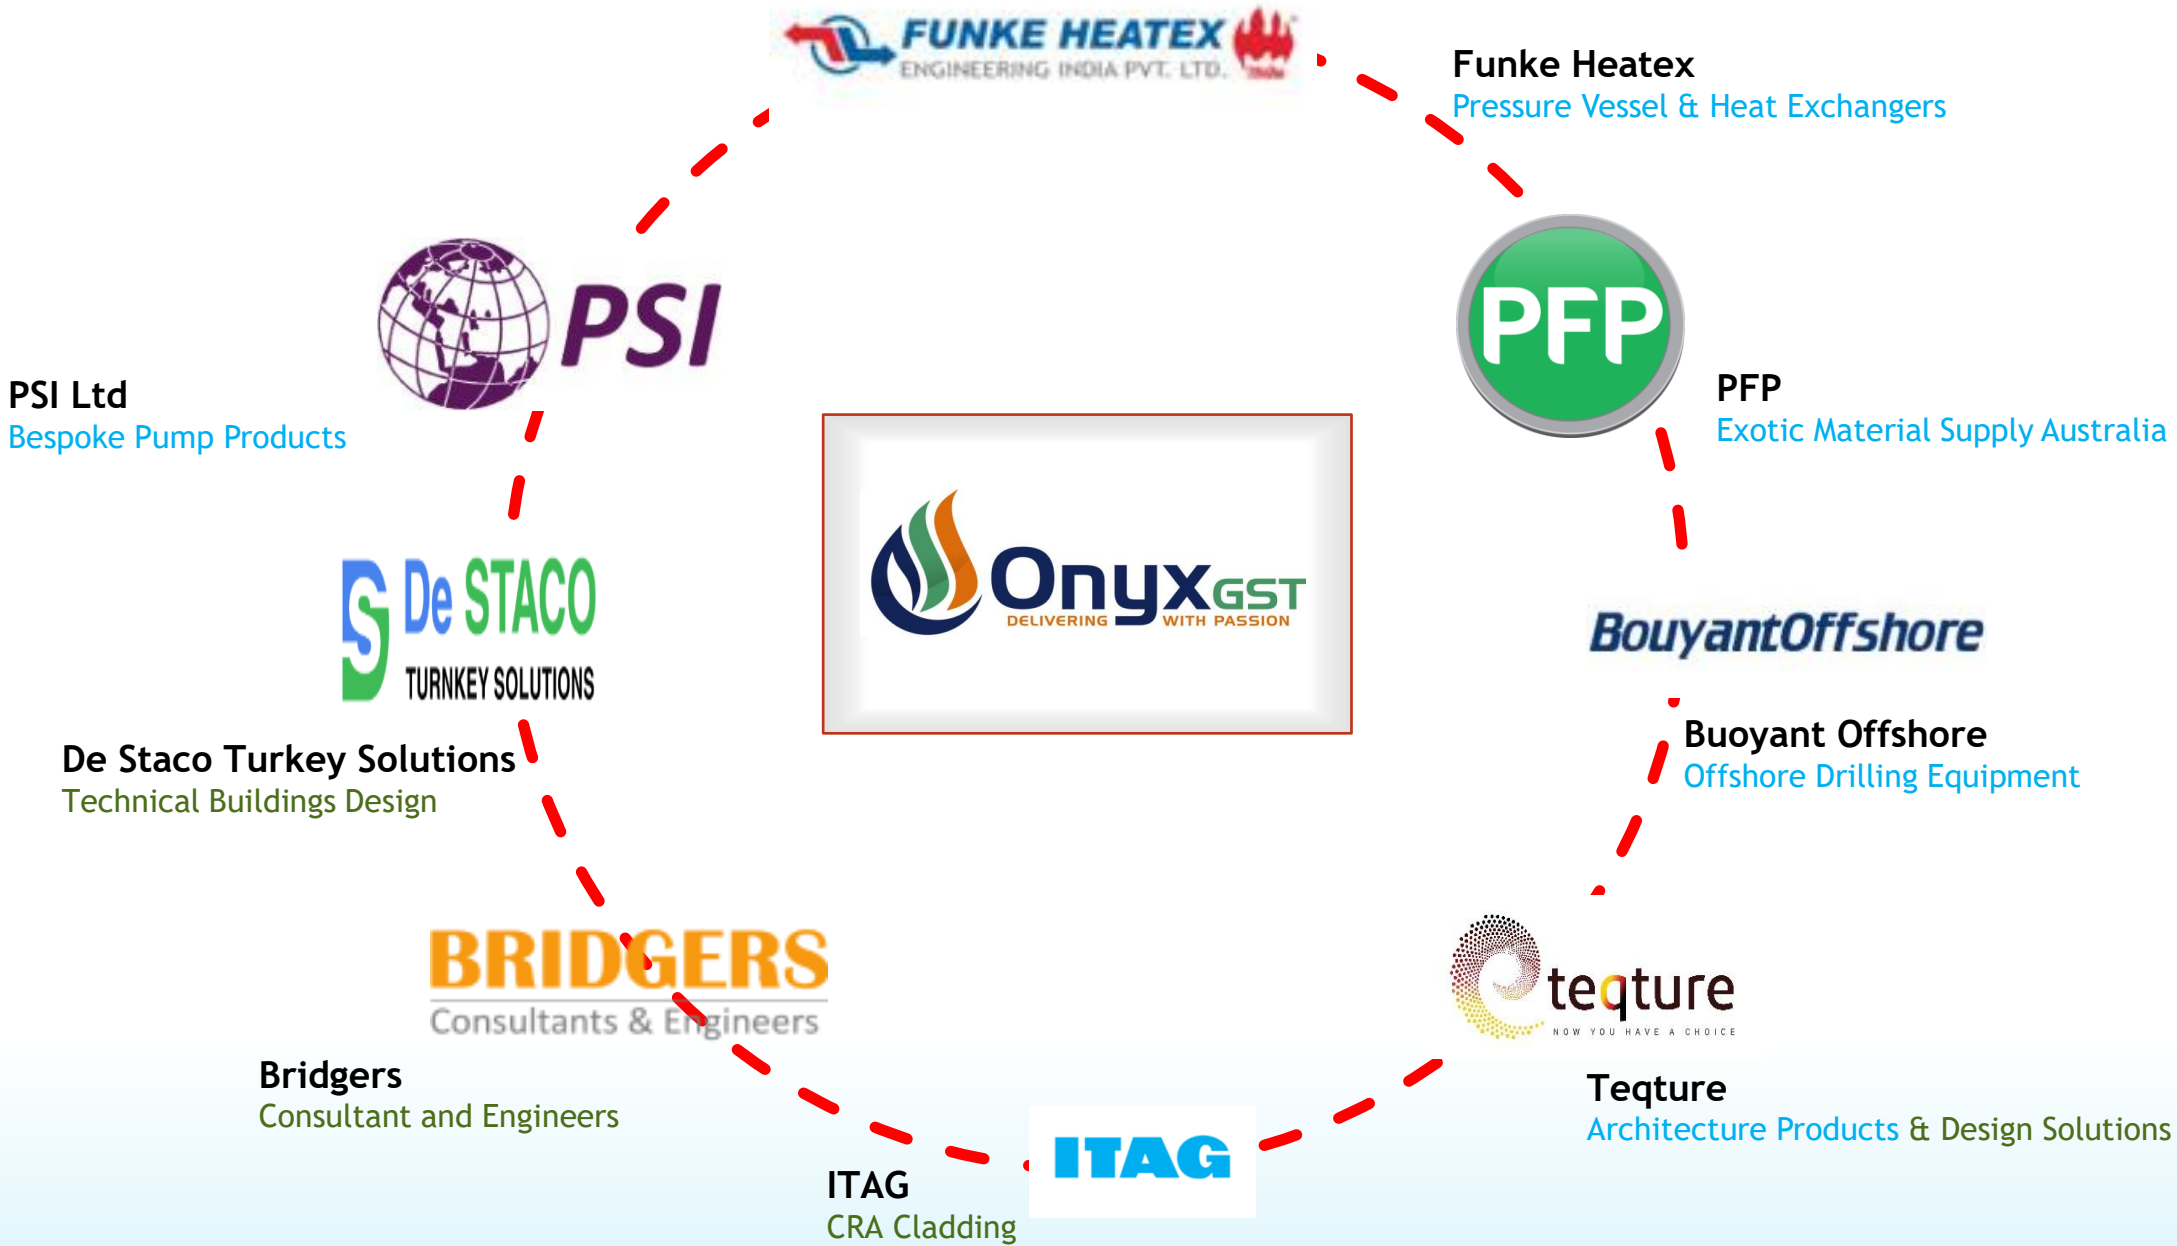 FUNKE HEATEX
ENGINEERING INDIA PVT. LTD.
Funke Heatex
Pressure Vessel & Heat Exchangers
PSI
PSI Ltd
Bespoke Pump Products
PFP
PFP
Exotic Material Supply Australia
OnyxGST
DELIVERING WITH PASSION
De STACO
TURNKEY SOLUTIONS
De Staco Turkey Solutions
Technical Buildings Design
BouyantOffshore
Buoyant Offshore
Offshore Drilling Equipment
BRIDGERS
Consultants & Engineers
Bridgers
Consultant and Engineers
teqture
NOW YOU HAVE A CHOICE
Teqture
Architecture Products & Design Solutions
ITAG
ITAG
CRA Cladding